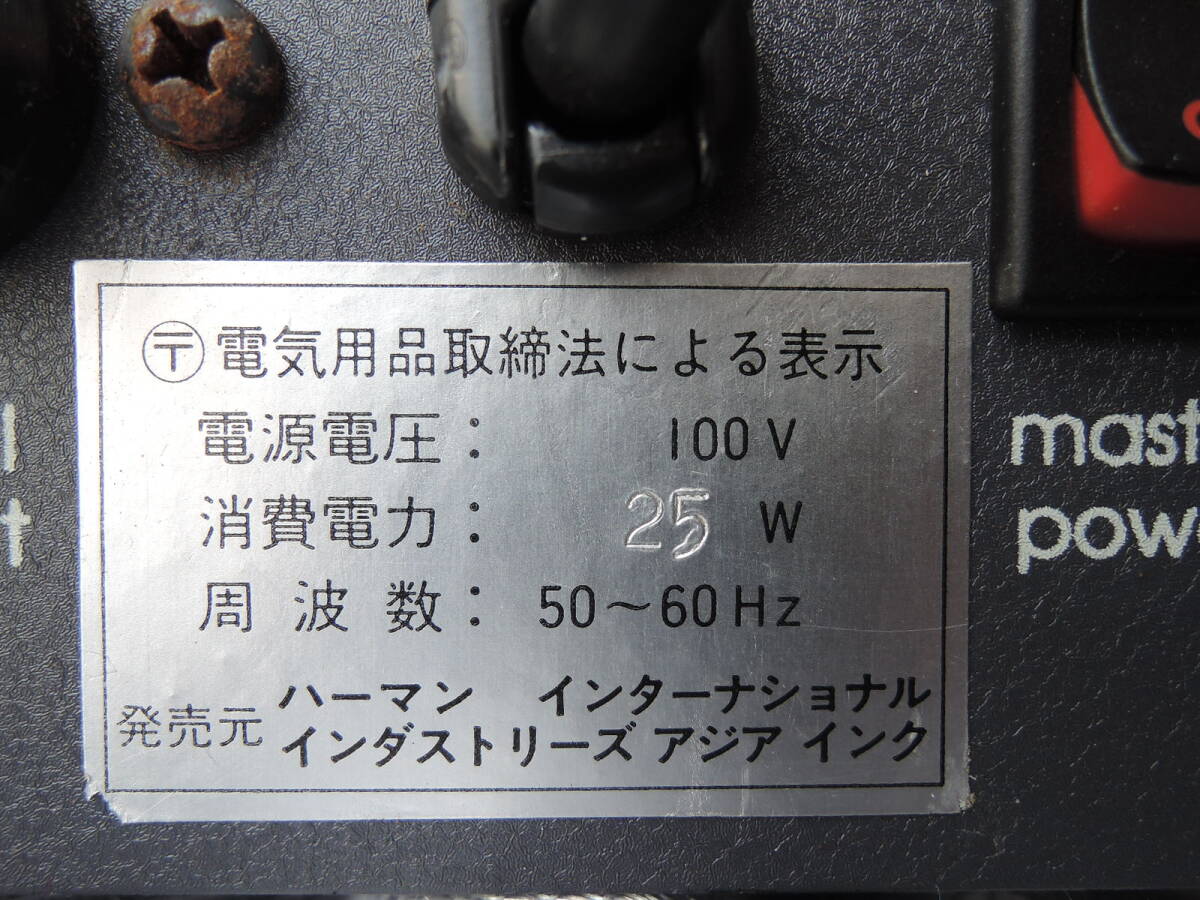 〶電気用品取締法による表示
電源電圧: 100V
消費電力: 25 W
周波数: 50～60Hz
発売元 ハーマン インターナショナル
インダストリーズ アジア インク
mast
pow